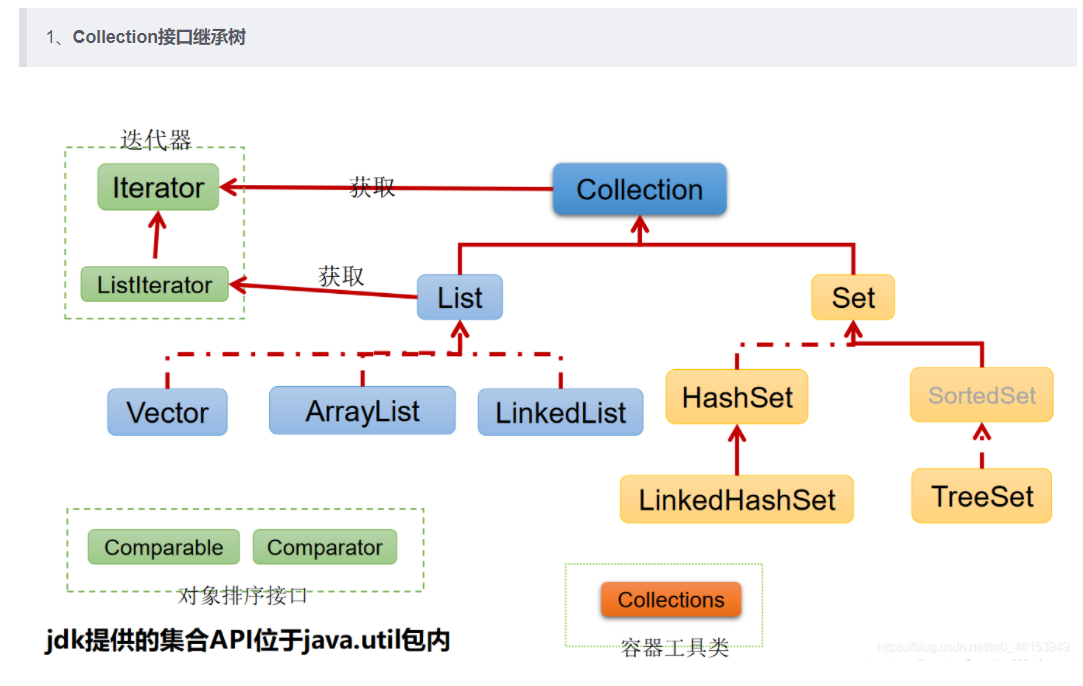 1、Collection接口继承树
迭代器
Iterator
获取
Collection
ListIterator
获取
List
Set
Vector
ArrayList
LinkedList
HashSet
SortedSet
LinkedHashSet
TreeSet
Comparable
Comparator
对象排序接口
Collections
jdk提供的集合API位于java.util包内
容器工具类
https://blog.csdn.net/m0_46153949